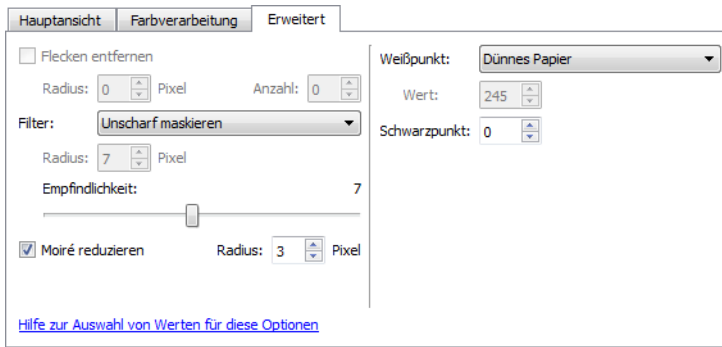 Hauptansicht Farbverarbeitung Erweitert
Flecken entfernen
Radius: 0 Pixel Anzahl: 0
Filter: Unscharf maskieren
Radius: 7 Pixel
Empfindlichkeit: 7
Moiré reduzieren Radius: 3 Pixel
Hilfe zur Auswahl von Werten für diese Optionen
Weißpunkt: Dünnes Papier
Wert: 245
Schwarzpunkt: 0